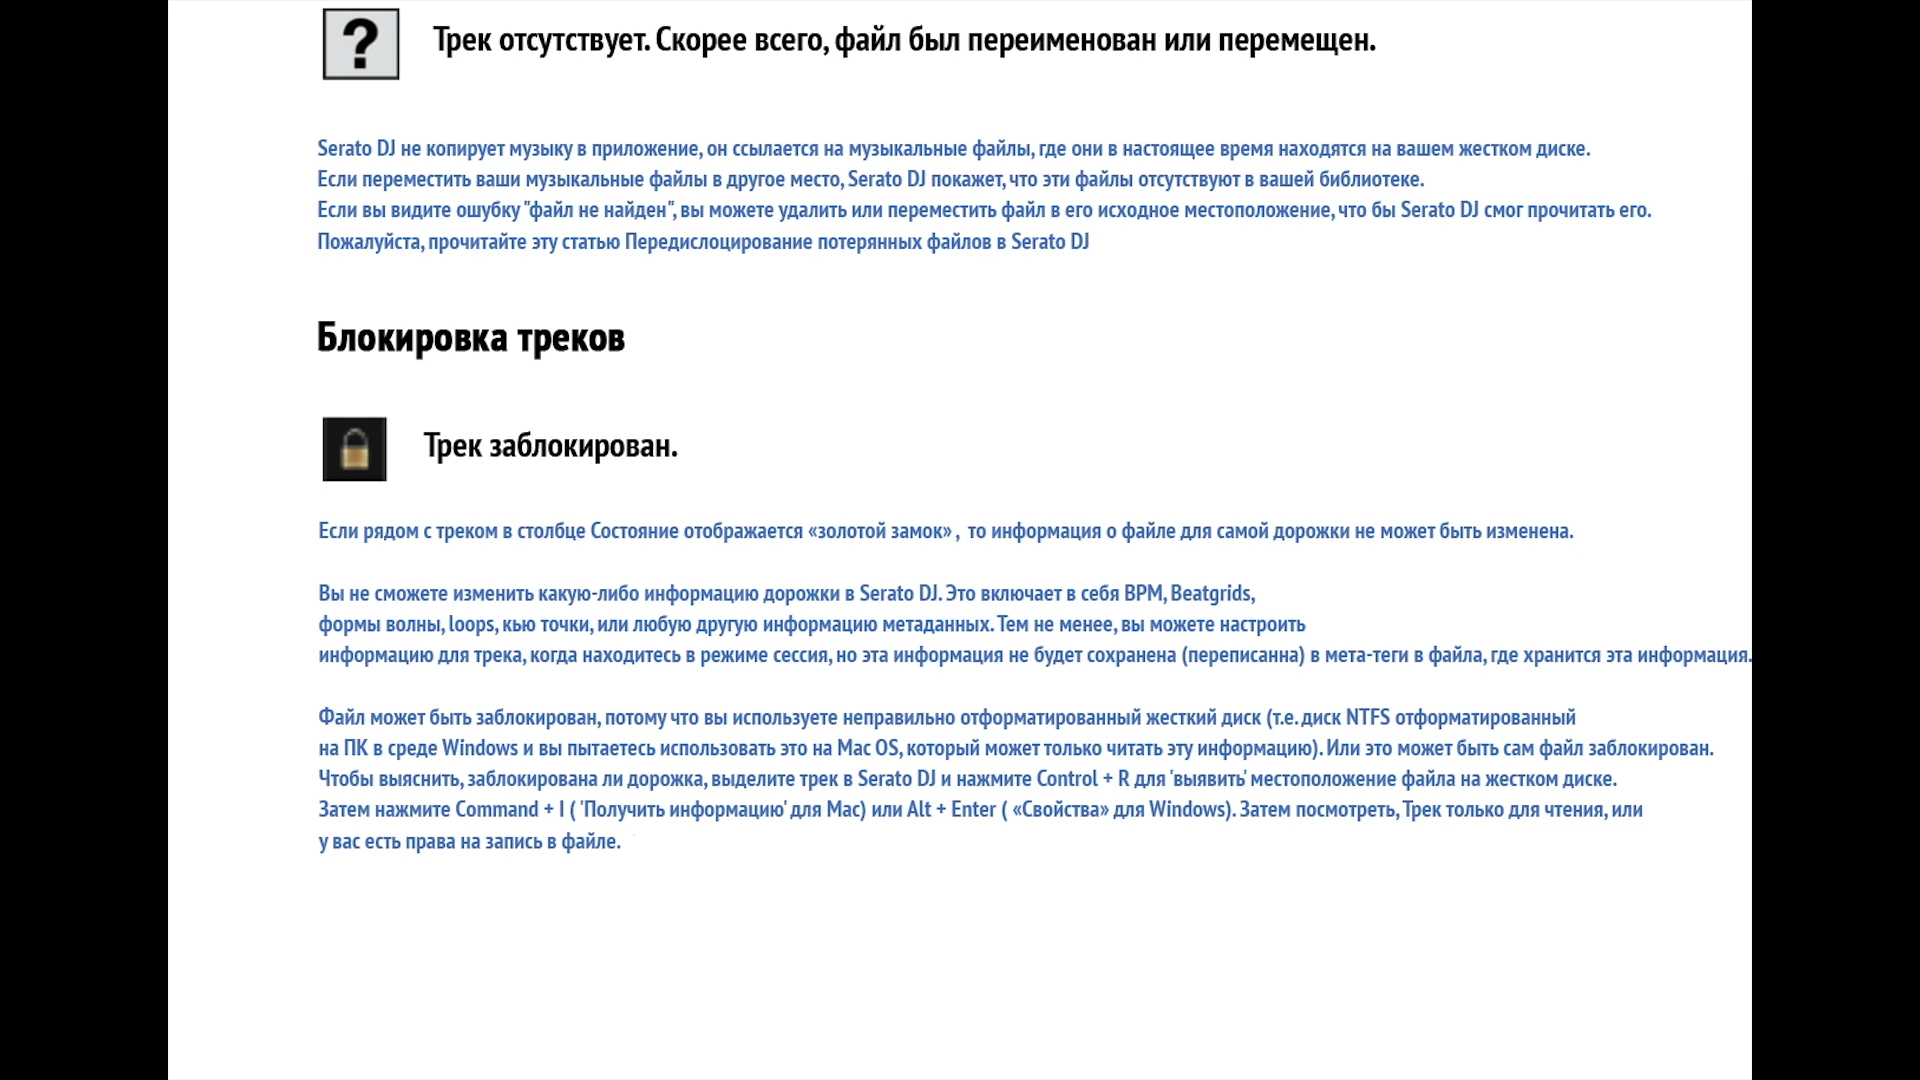 ?
Трек отсутствует. Скорее всего, файл был переименован или перемещен.
Serato DJ не копирует музыку в приложение, он ссылается на музыкальные файлы, где они в настоящее время находятся на вашем жестком диске.
Если переместить ваши музыкальные файлы в другое место, Serato DJ покажет, что эти файлы отсутствуют в вашей библиотеке.
Если вы видите ошубку "файл не найден", вы можете удалить или переместить файл в его исходное местоположение, что бы Serato DJ смог прочитать его.
Пожалуйста, прочитайте эту статью Передислоцирование потерянных файлов в Serato DJ
Блокировка треков
Трек заблокирован.
Если рядом с треком в столбце Состояние отображается «золотой замок» , то информация о файле для самой дорожки не может быть изменена.
Вы не сможете изменить какую-либо информацию дорожки в Serato DJ. Это включает в себя BPM, Beatgrids,
формы волны, loops, кью точки, или любую другую информацию метаданных. Тем не менее, вы можете настроить
информацию для трека, когда находитесь в режиме сессия, но эта информация не будет сохранена (переписанна) в мета-теги в файла, где хранится эта информация.
Файл может быть заблокирован, потому что вы используете неправильно отформатированный жесткий диск (т.е. диск NTFS отформатированный
на ПК в среде Windows и вы пытаетесь использовать это на Mac OS, который может только читать эту информацию). Или это может быть сам файл заблокирован.
Чтобы выяснить, заблокирована ли дорожка, выделите трек в Serato DJ и нажмите Control + R для 'выявить' местоположение файла на жестком диске.
Затем нажмите Command + I ( 'Получить информацию' для Mac) или Alt + Enter ( «Свойства» для Windows). Затем посмотреть, Трек только для чтения, или
у вас есть права на запись в файле.